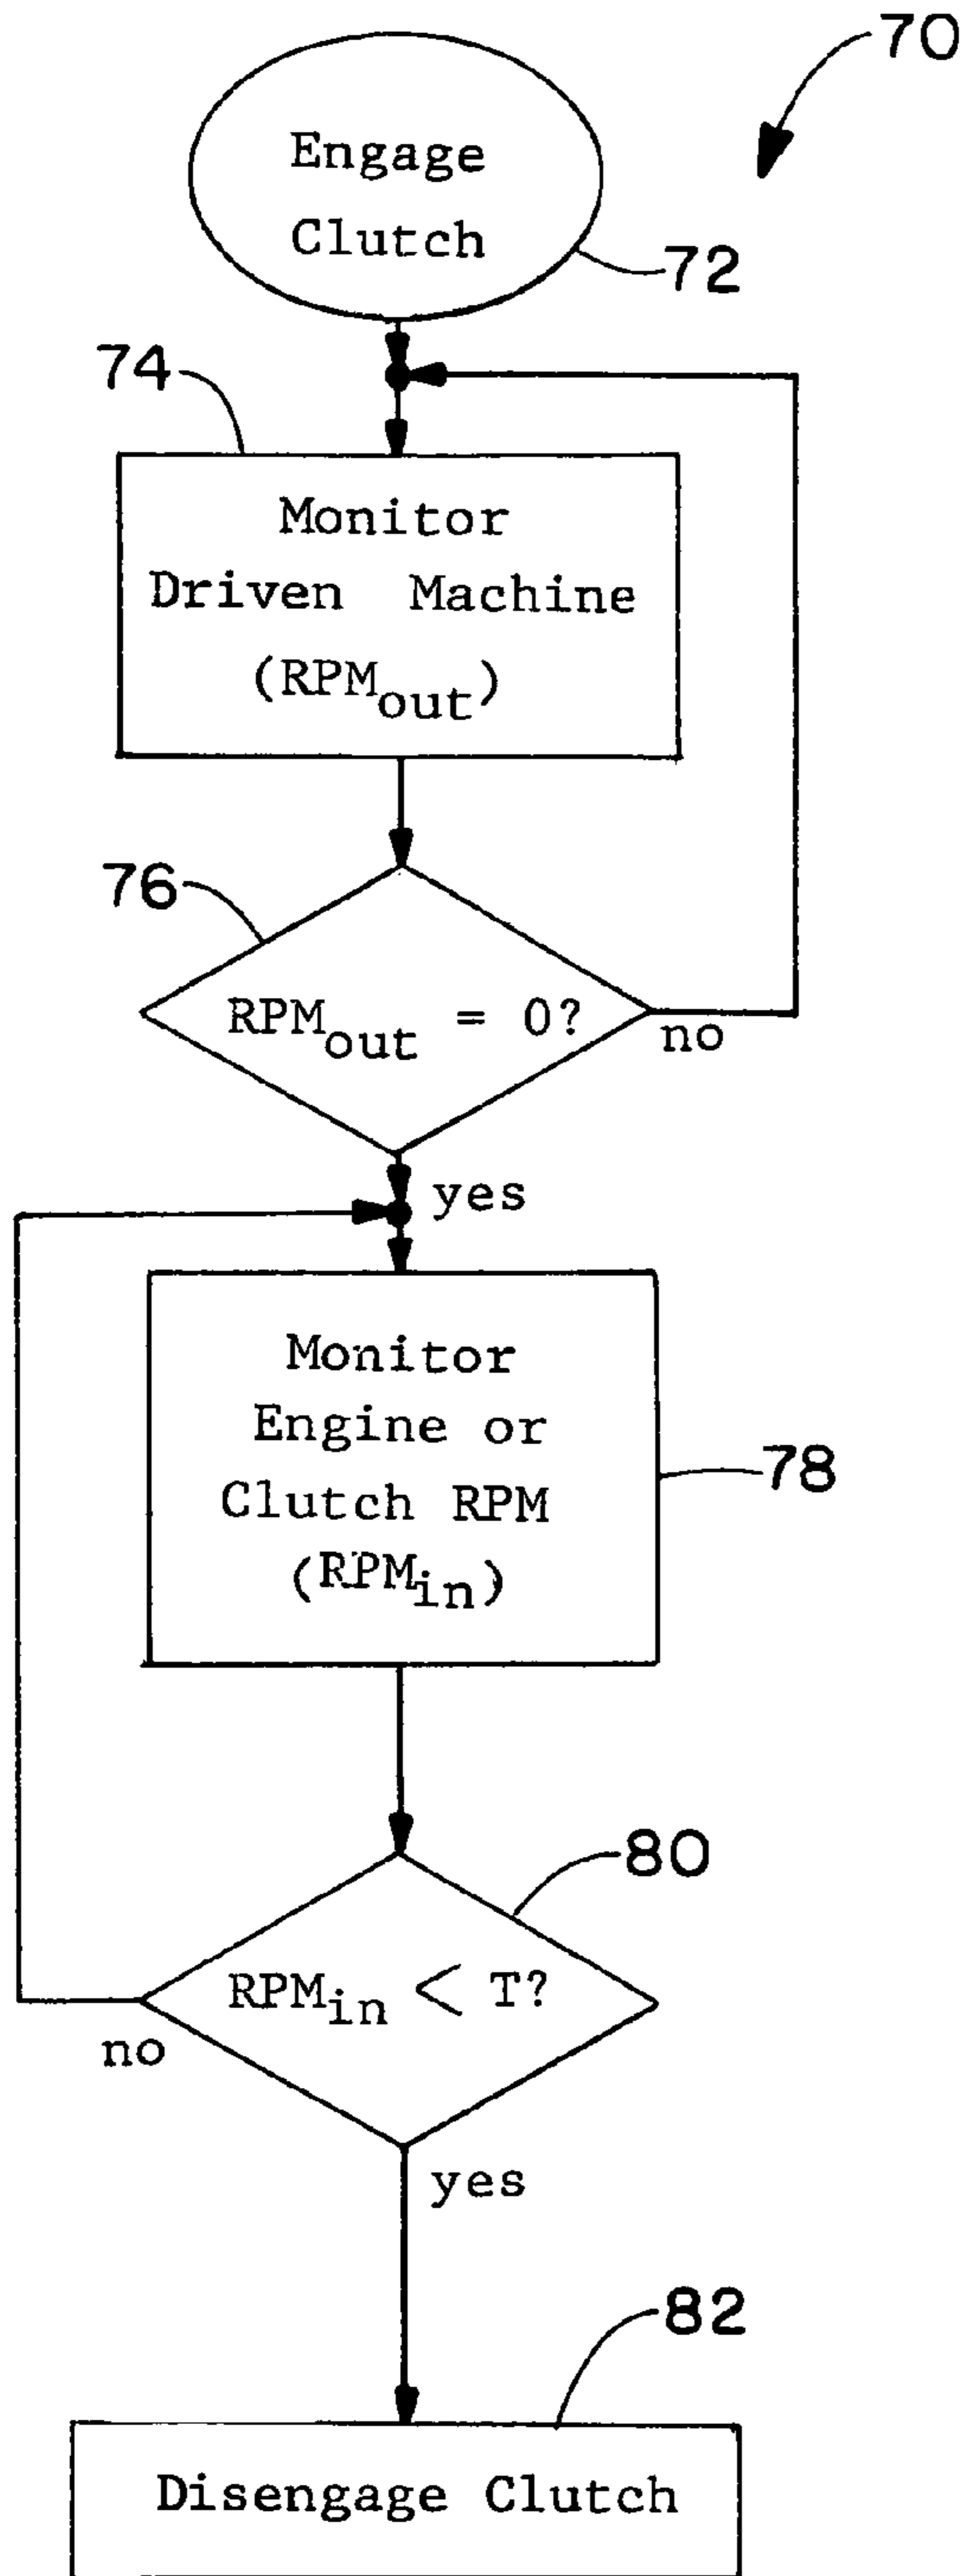 70
Engage
Clutch
72
74
Monitor
Driven Machine
(RPMout)
76
RPMout = 0?
no
yes
Monitor
Engine or
Clutch RPM
(RPMin)
78
80
RPMin < T?
no
yes
82
Disengage Clutch